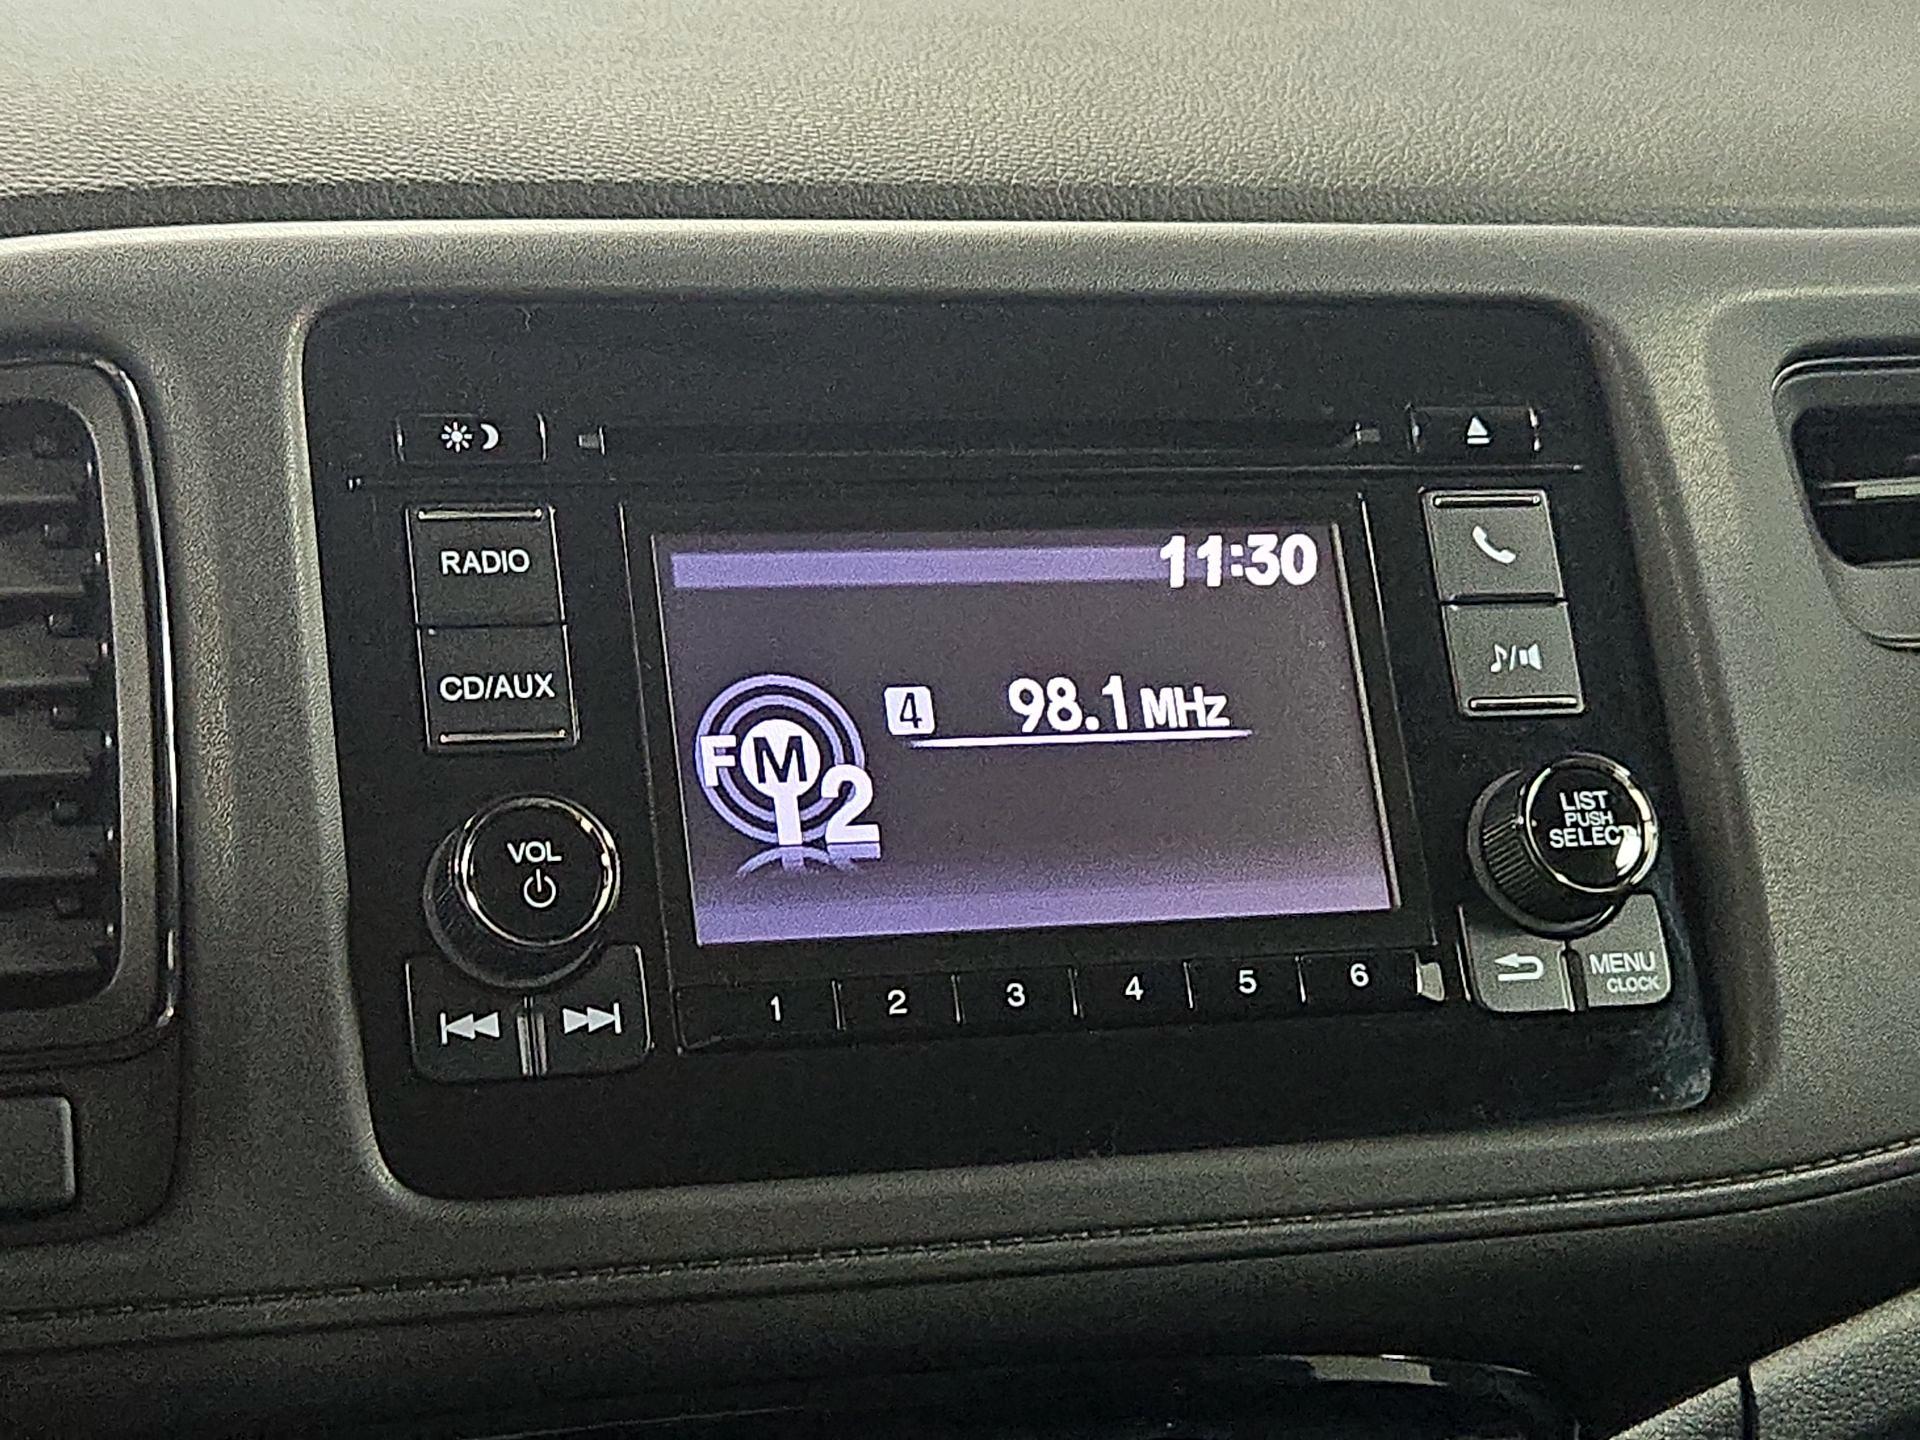 RADIO
CD/AUX
VOL
11:30
4 98.1 MHz
FM 2
1 2 3 4 5 6
LIST
PUSH
SELECT
MENU
CLOCK